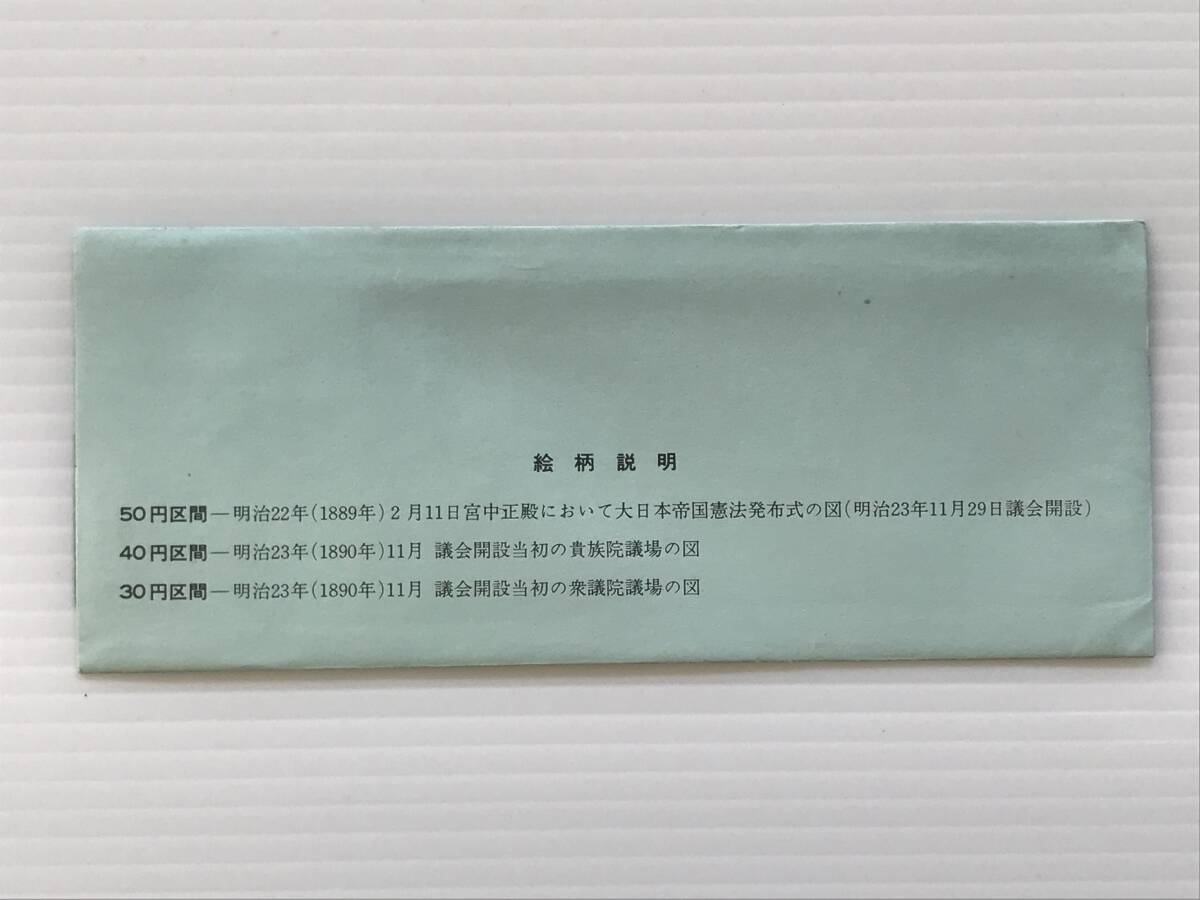 絵柄説明
50円区間—明治22年(1889年)2月11日宮中正殿において大日本帝国憲法発布式の図(明治23年11月29日議会開設)
40円区間—明治23年(1890年)11月 議会開設当初の貴族院議場の図
30円区間—明治23年(1890年)11月 議会開設当初の衆議院議場の図